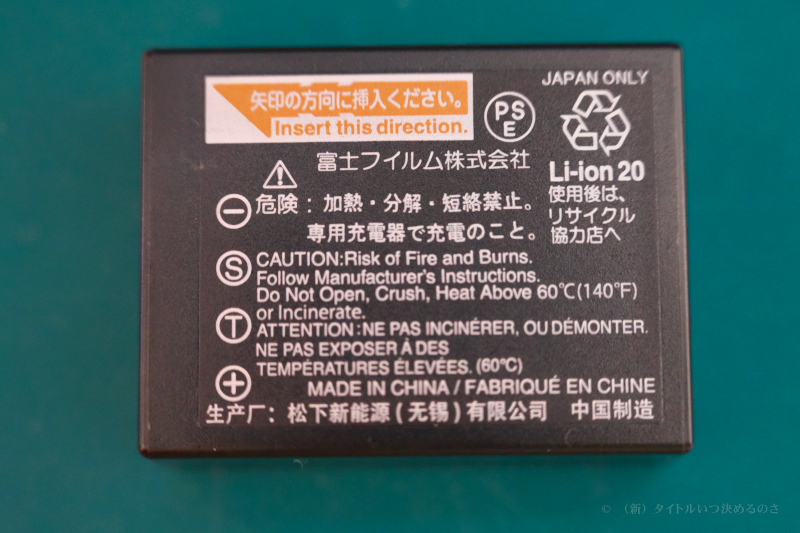 矢印の方向に挿入ください。
Insert this direction.
PS
E
JAPAN ONLY
Li-ion 20
使用後は、
リサイクル
協力店へ
富士フイルム株式会社
危険：加熱・分解・短絡禁止。
専用充電器で充電のこと。
CAUTION:Risk of Fire and Burns.
Follow Manufacturer's Instructions.
Do Not Open, Crush, Heat Above 60℃(140°F)
or Incinerate.
ATTENTION:NE PAS INCINÉRER, OU DÉMONTER.
NE PAS EXPOSER À DES
TEMPÉRATURES ÉLEVÉES. (60℃)
MADE IN CHINA / FABRIQUÉ EN CHINE
生产厂：松下新能源(无锡)有限公司 中国制造
−
S
T
+
© （新）タイトルいつ決めるのさ